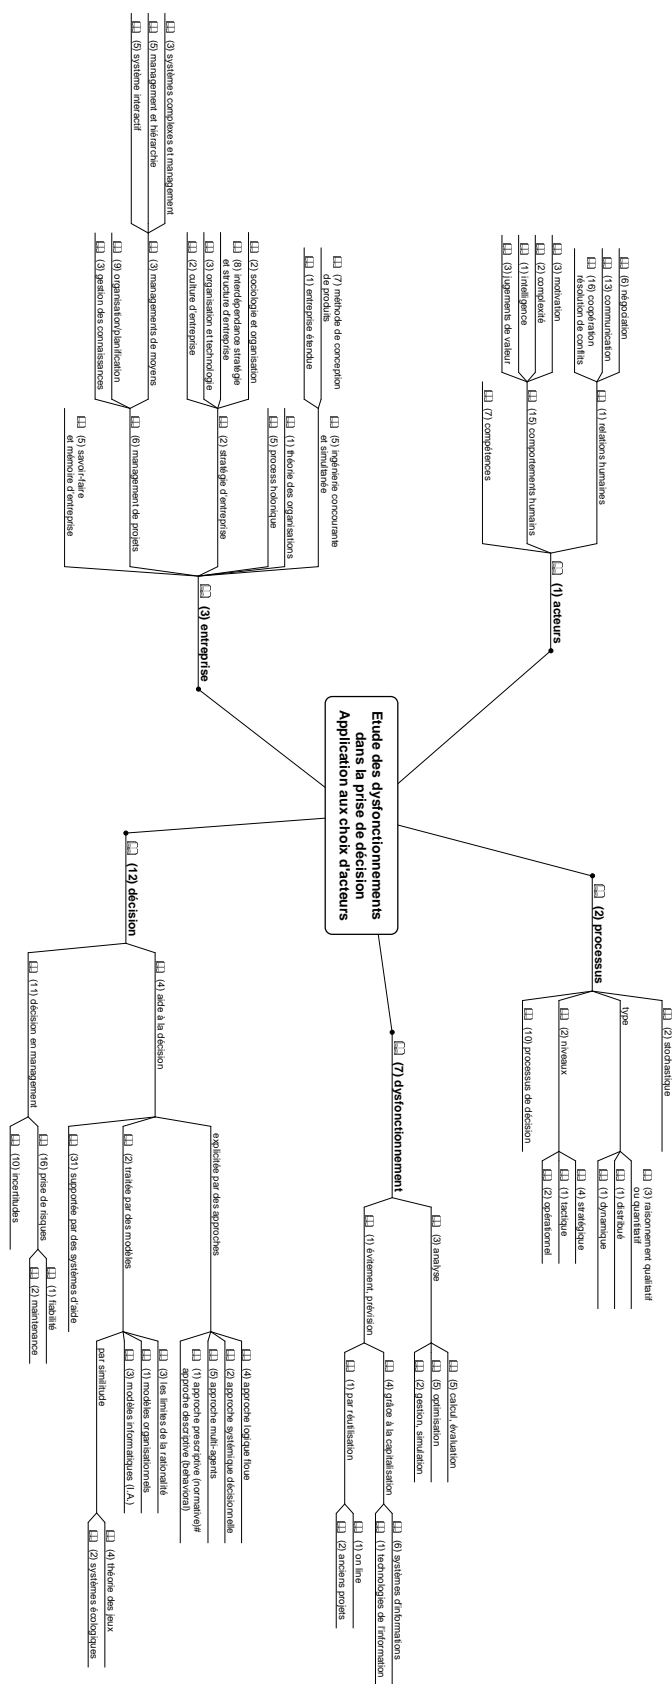 Etude des dysfonctionnements
dans la prise de décision
Application aux choix d'acteurs
(1) acteurs
(1) relations humaines
(6) négociation
(13) communication
(16) coopération
résolution de conflits
(15) comportements humains
(3) motivation
(2) complexité
(1) intelligence
(3) jugements de valeur
(7) compétences
(3) entreprise
(5) ingénierie concourante
et simultanée
(7) méthode de conception
de produits
(1) entreprise étendue
(1) théorie des organisations
(5) process holonique
(2) stratégie d'entreprise
(2) sociologie et organisation
(8) interdépendance stratégie
et structure d'entreprise
(3) organisation et technologie
(2) culture d'entreprise
(6) management de projets
(3) managements de moyens
(3) systèmes complexes et management
(5) management et hiérarchie
(5) système interactif
(9) organisation/planification
(3) gestion des connaissances
(5) savoir-faire
et mémoire d'entreprise
(2) processus
(2) stochastique
type
(3) raisonnement qualitatif
ou quantitatif
(1) distribué
(1) dynamique
(2) niveaux
(4) stratégique
(1) tactique
(2) opérationnel
(10) processus de décision
(7) dysfonctionnement
(3) analyse
(5) calcul, évaluation
(5) optimisation
(2) gestion, simulation
(1) évitement, prévision
(4) grâce à la capitalisation
(6) systèmes d'informations
(1) technologies de l'information
(1) par réutilisation
(1) on line
(2) anciens projets
(12) décision
(4) aide à la décision
explicitée par des approches
(4) approche logique floue
(2) approche systémique décisionnelle
(5) approche multi-agents
(1) approche prescriptive (normative)#
approche descriptive (behavioral)
(2) traitée par des modèles
(3) les limites de la rationalité
(1) modèles organisationnels
(3) modèles informatiques (I.A.)
(31) supportée par des systèmes d'aide
par similitude
(4) théorie des jeux
(2) systèmes écologiques
(11) décision en management
(16) prise de risques
(1) fiabilité
(2) maintenance
(10) incertitudes